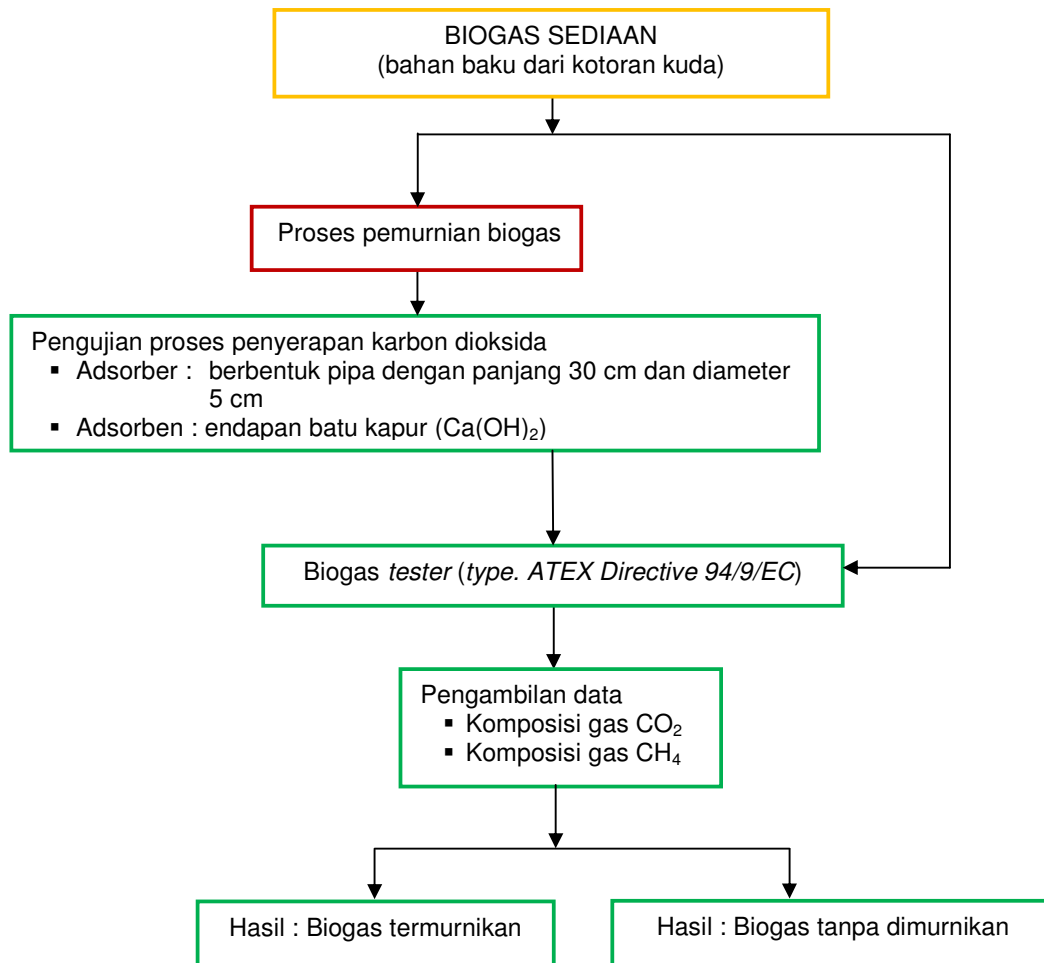 BIOGAS SEDIAAN
(bahan baku dari kotoran kuda)
Proses pemurnian biogas
Pengujian proses penyerapan karbon dioksida
▪ Adsorber : berbentuk pipa dengan panjang 30 cm dan diameter
5 cm
▪ Adsorben : endapan batu kapur (Ca(OH)₂)
Biogas tester (type. ATEX Directive 94/9/EC)
Pengambilan data
▪ Komposisi gas CO₂
▪ Komposisi gas CH₄
Hasil : Biogas termurnikan
Hasil : Biogas tanpa dimurnikan